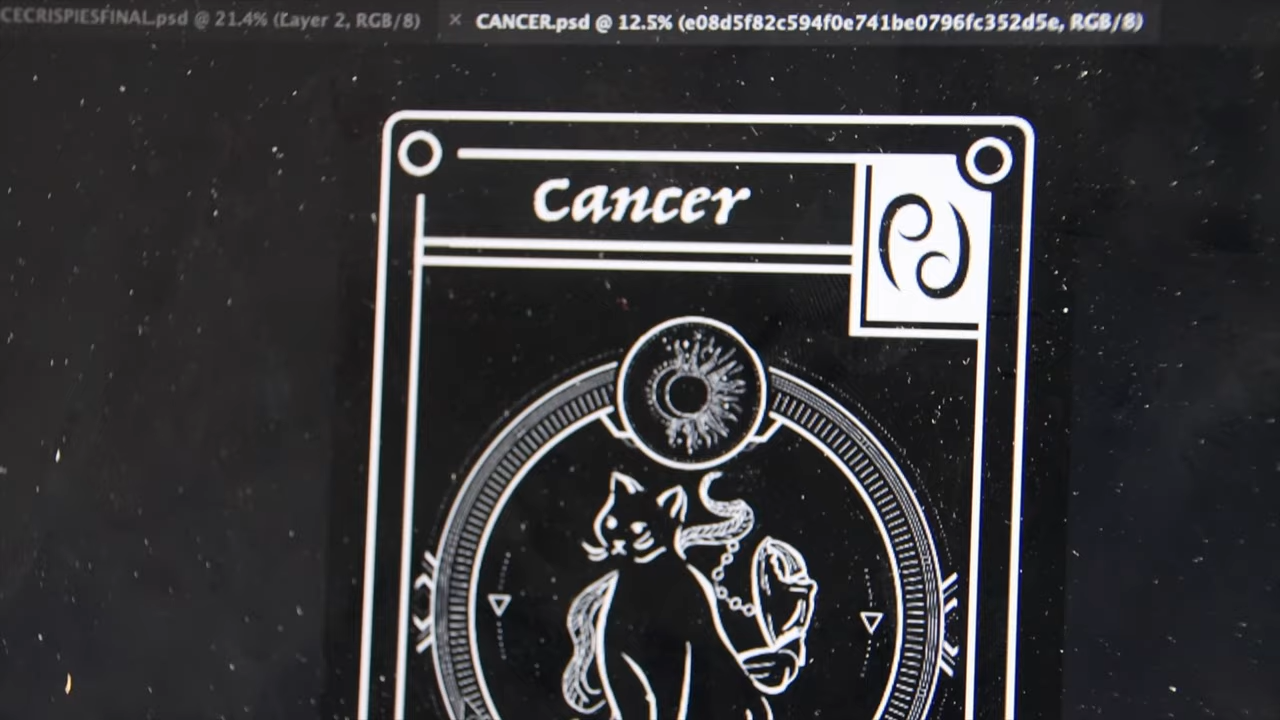 CECRISPIESFINAL.psd @ 21.4% (Layer 2, RGB/8)
× CANCER.psd @ 12.5% (e08d5f82c594f0e741be0796fc352d5e, RGB/8)
Cancer